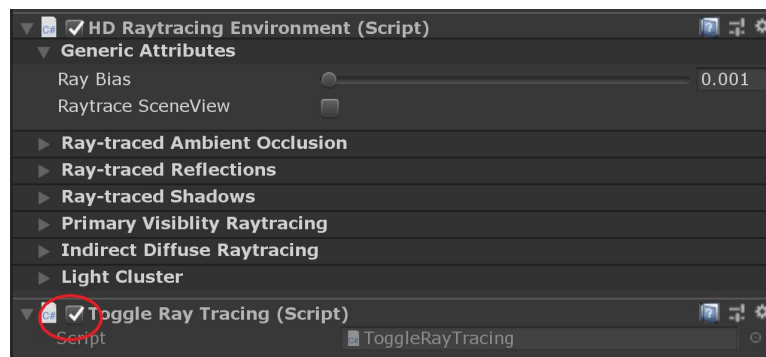 HD Raytracing Environment (Script)
Generic Attributes
Ray Bias 0.001
Raytrace SceneView
Ray-traced Ambient Occlusion
Ray-traced Reflections
Ray-traced Shadows
Primary Visiblity Raytracing
Indirect Diffuse Raytracing
Light Cluster
Toggle Ray Tracing (Script)
Script ToggleRayTracing